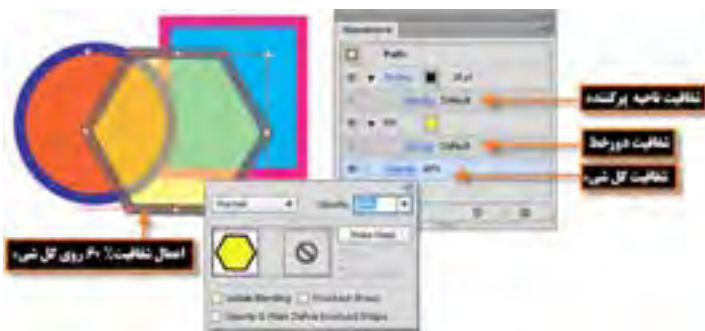 Appearance
Path
Stroke
Opacity: Default
Fill
Opacity: Default
Opacity: 60%
شفافیت ناحیه پرکننده
شفافیت دورخط
شفافیت کل شیء
Normal
Opacity:
Make Mask
اعمال شفافیت ۶۰٪ روی کل شیء
Isolate Blending
Knockout Group
Opacity & Mask Define Knockout Shape